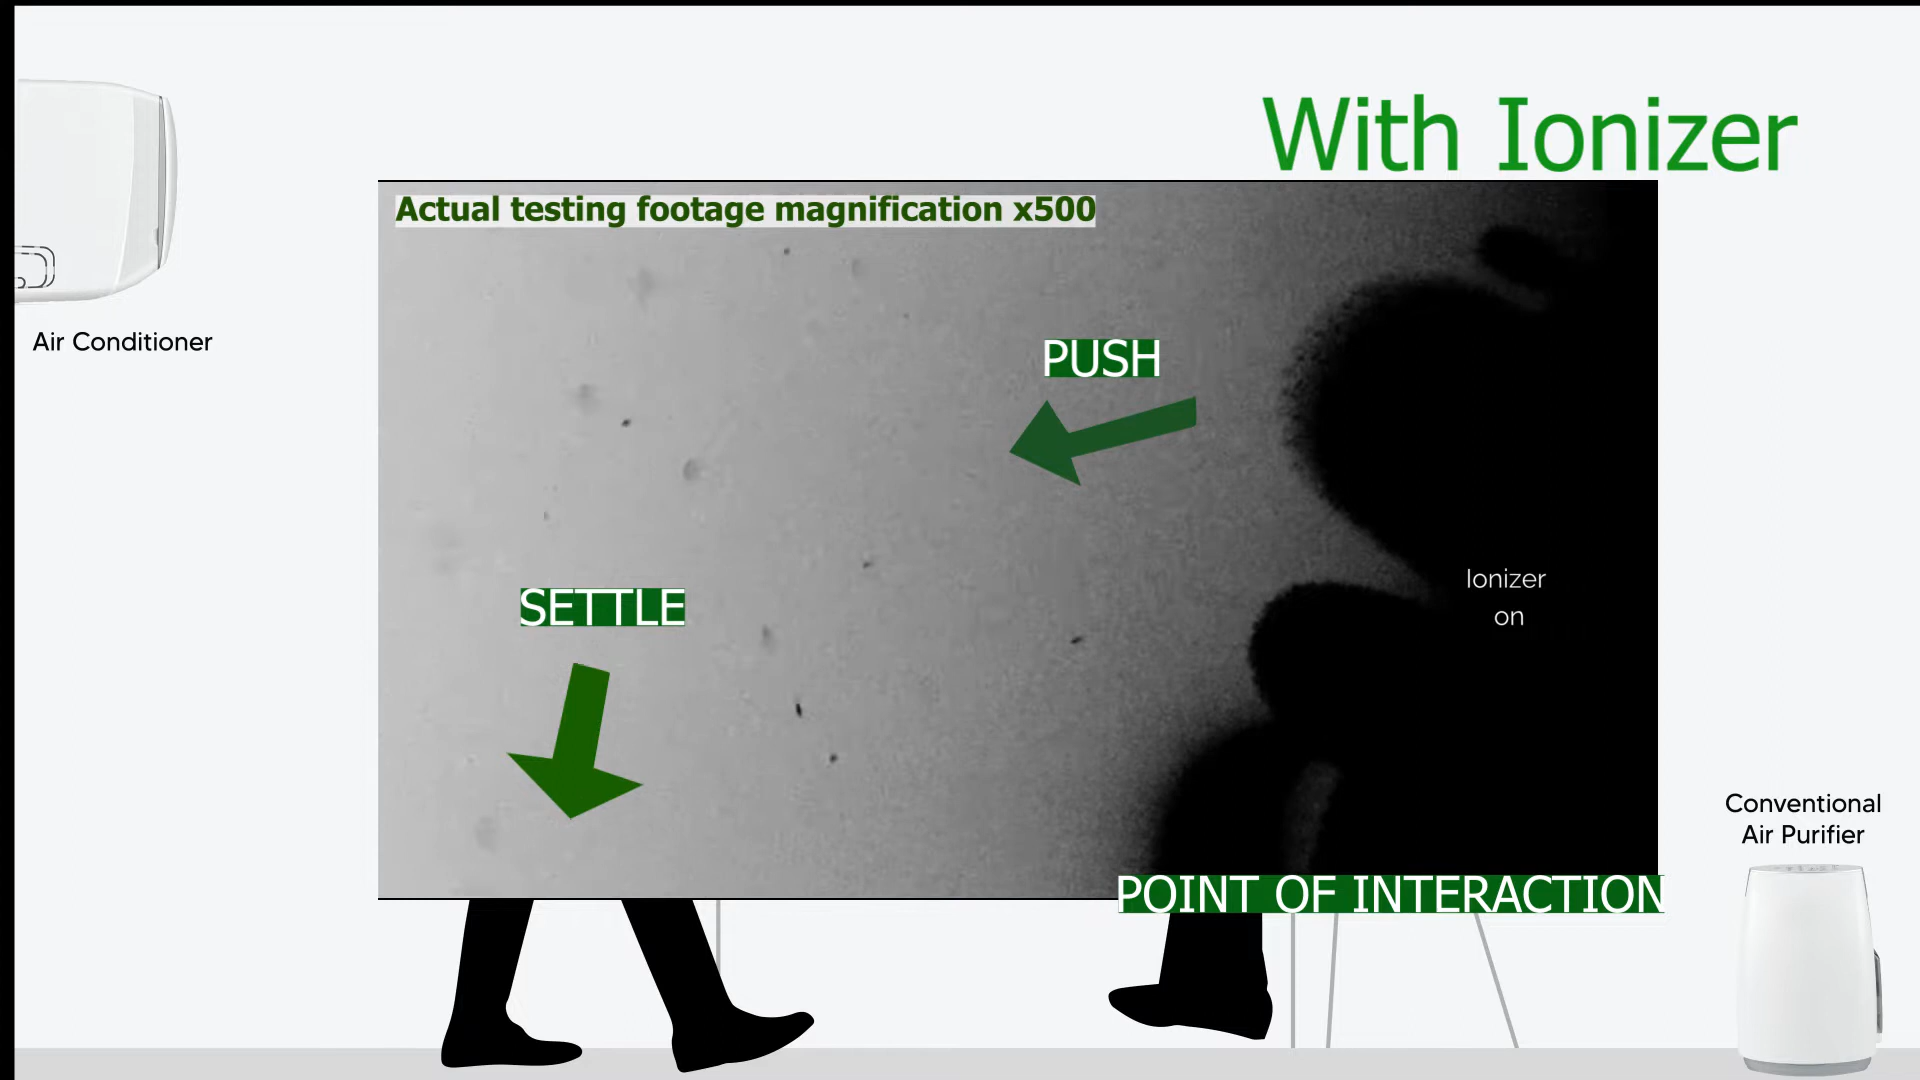 With Ionizer
Actual testing footage magnification x500
Air Conditioner
PUSH
SETTLE
Ionizer
on
Conventional
Air Purifier
POINT OF INTERACTION